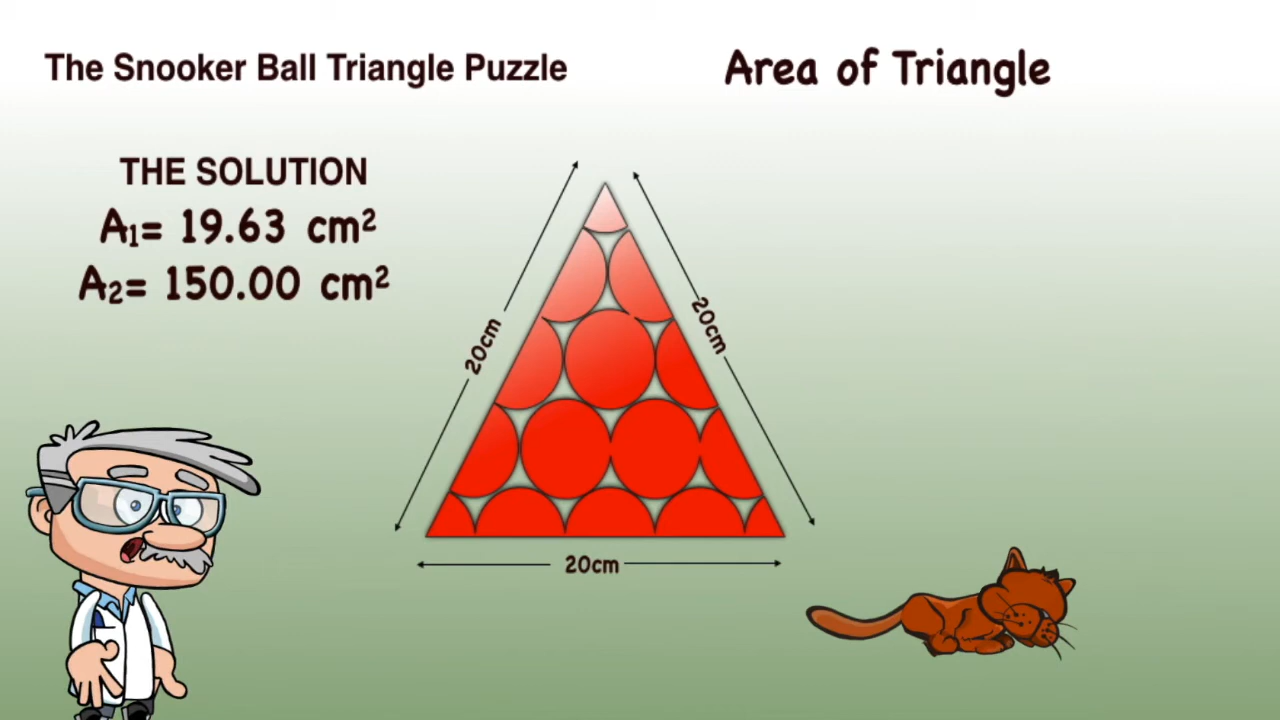 The Snooker Ball Triangle Puzzle
Area of Triangle
THE SOLUTION
A₁= 19.63 cm²
A₂= 150.00 cm²
20cm
20cm
20cm